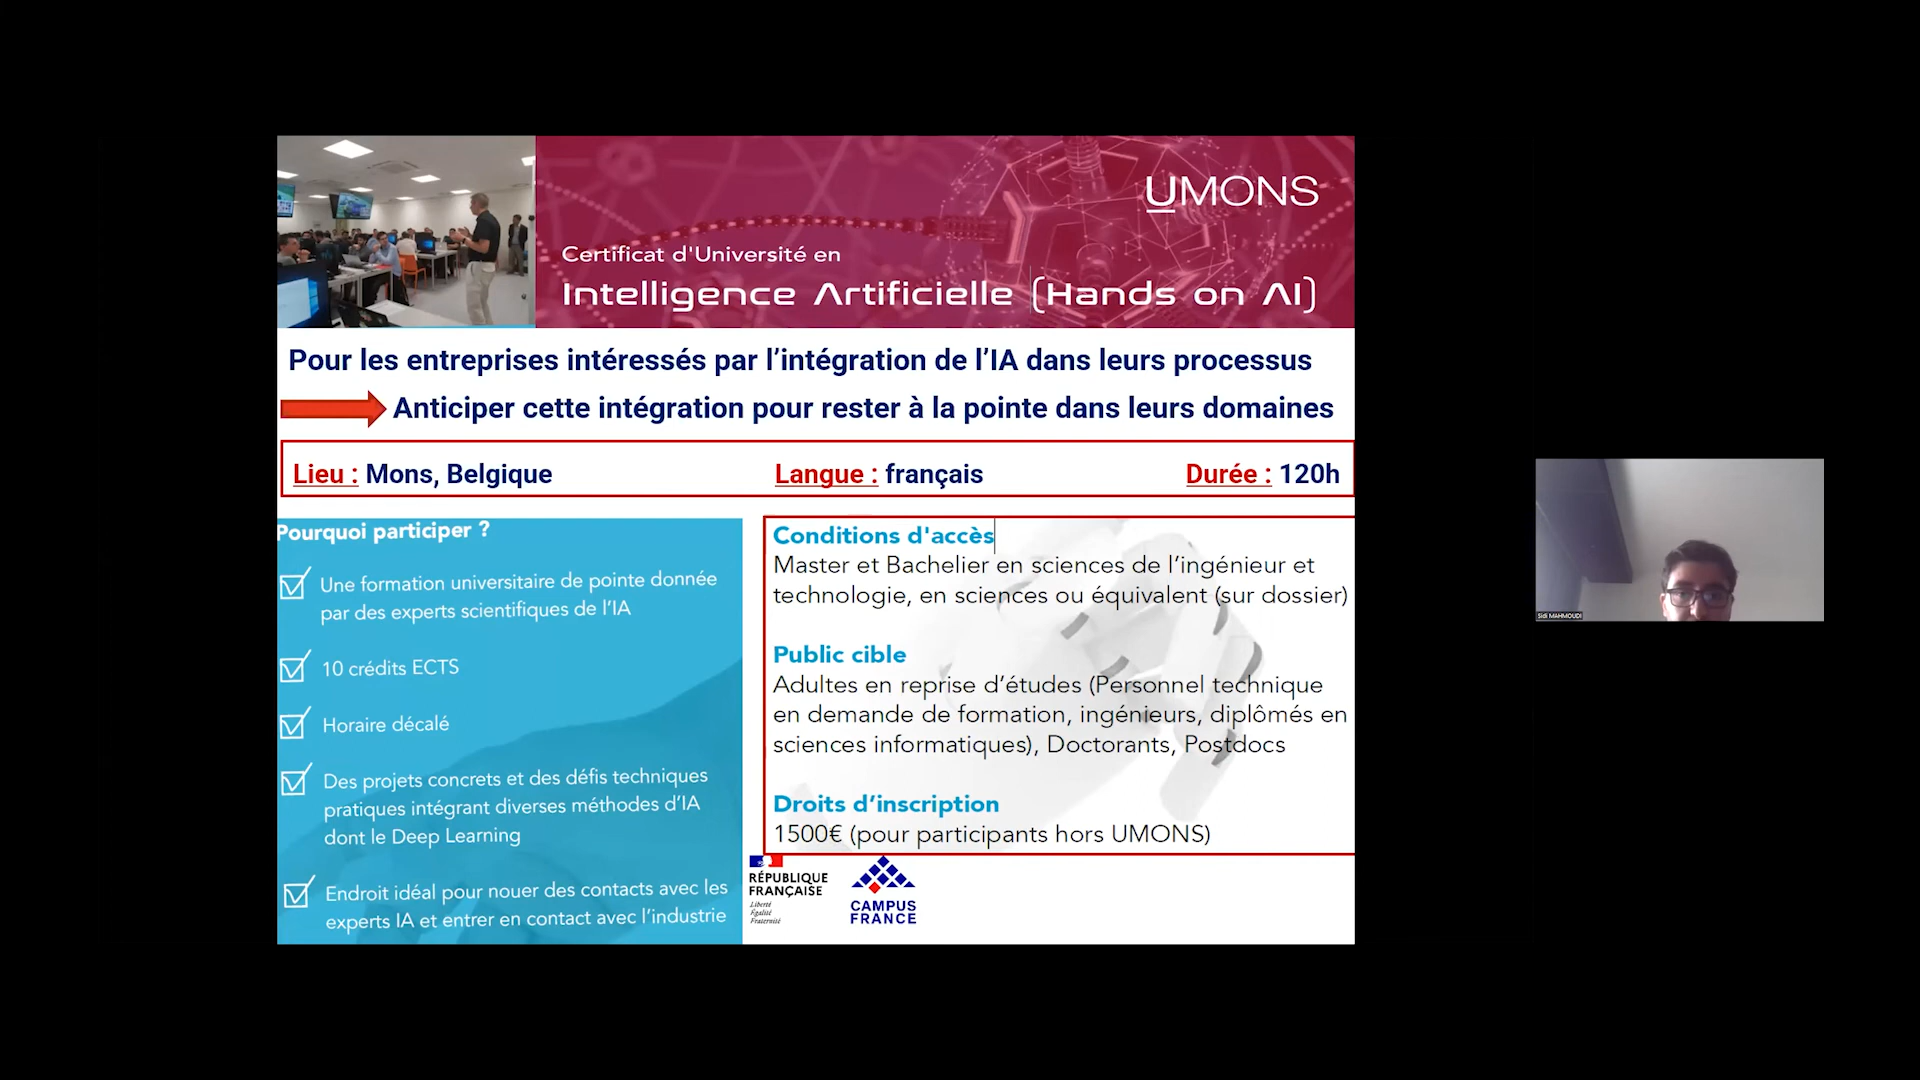 UMONS
Certificat d'Université en
Intelligence Artificielle (Hands on AI)
Pour les entreprises intéressés par l'intégration de l'IA dans leurs processus
Anticiper cette intégration pour rester à la pointe dans leurs domaines
Lieu : Mons, Belgique Langue : français Durée : 120h
Pourquoi participer ?
Une formation universitaire de pointe donnée
par des experts scientifiques de l'IA
10 crédits ECTS
Horaire décalé
Des projets concrets et des défis techniques
pratiques intégrant diverses méthodes d'IA
dont le Deep Learning
Endroit idéal pour nouer des contacts avec les
experts IA et entrer en contact avec l'industrie
Conditions d'accès
Master et Bachelier en sciences de l'ingénieur et
technologie, en sciences ou équivalent (sur dossier)
Public cible
Adultes en reprise d'études (Personnel technique
en demande de formation, ingénieurs, diplômés en
sciences informatiques), Doctorants, Postdocs
Droits d'inscription
1500€ (pour participants hors UMONS)
RÉPUBLIQUE
FRANÇAISE
Liberté
Égalité
Fraternité
CAMPUS
FRANCE
Sidi MAHMOUDI